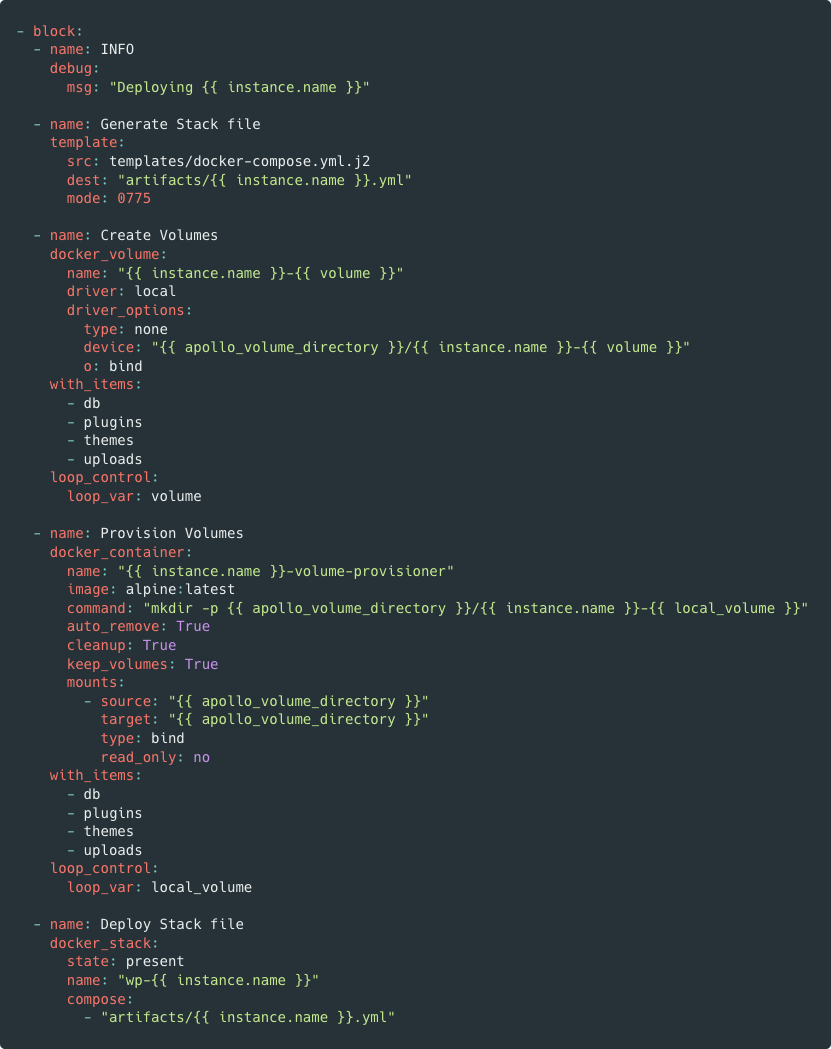 - block:
  - name: INFO
    debug:
      msg: "Deploying {{ instance.name }}"

  - name: Generate Stack file
    template:
      src: templates/docker-compose.yml.j2
      dest: "artifacts/{{ instance.name }}.yml"
      mode: 0775

  - name: Create Volumes
    docker_volume:
      name: "{{ instance.name }}-{{ volume }}"
      driver: local
      driver_options:
        type: none
        device: "{{ apollo_volume_directory }}/{{ instance.name }}-{{ volume }}"
        o: bind
    with_items:
      - db
      - plugins
      - themes
      - uploads
    loop_control:
      loop_var: volume

  - name: Provision Volumes
    docker_container:
      name: "{{ instance.name }}-volume-provisioner"
      image: alpine:latest
      command: "mkdir -p {{ apollo_volume_directory }}/{{ instance.name }}-{{ local_volume }}"
      auto_remove: True
      cleanup: True
      keep_volumes: True
      mounts:
        - source: "{{ apollo_volume_directory }}"
          target: "{{ apollo_volume_directory }}"
          type: bind
          read_only: no
    with_items:
      - db
      - plugins
      - themes
      - uploads
    loop_control:
      loop_var: local_volume

  - name: Deploy Stack file
    docker_stack:
      state: present
      name: "wp-{{ instance.name }}"
      compose:
        - "artifacts/{{ instance.name }}.yml"